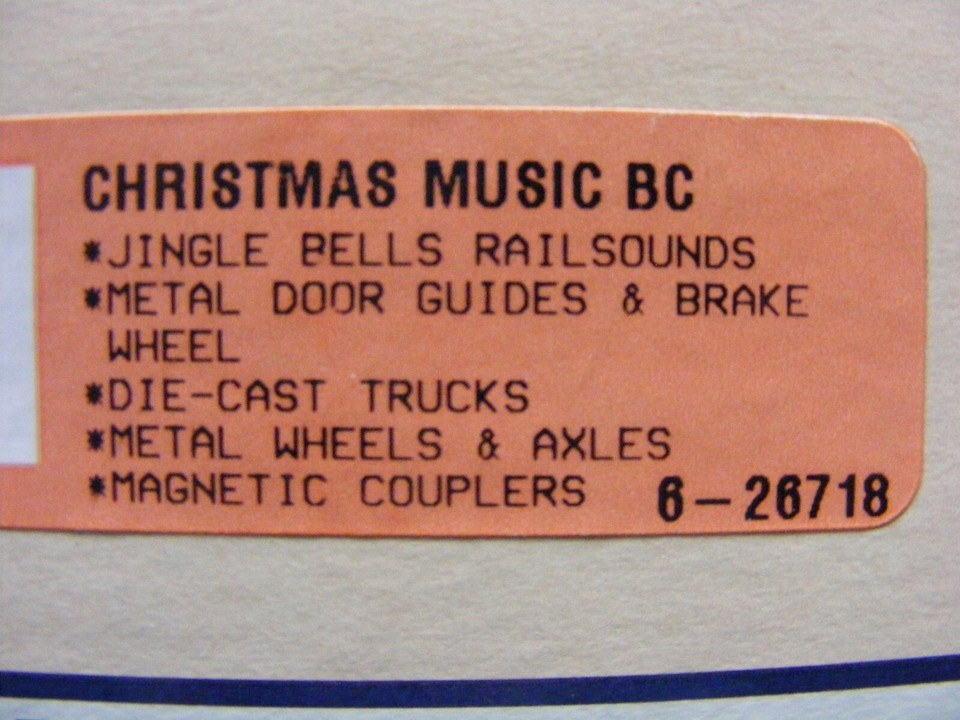 CHRISTMAS MUSIC BC
*JINGLE BELLS RAILSOUNDS
*METAL DOOR GUIDES & BRAKE
WHEEL
*DIE-CAST TRUCKS
*METAL WHEELS & AXLES
*MAGNETIC COUPLERS
6-26718